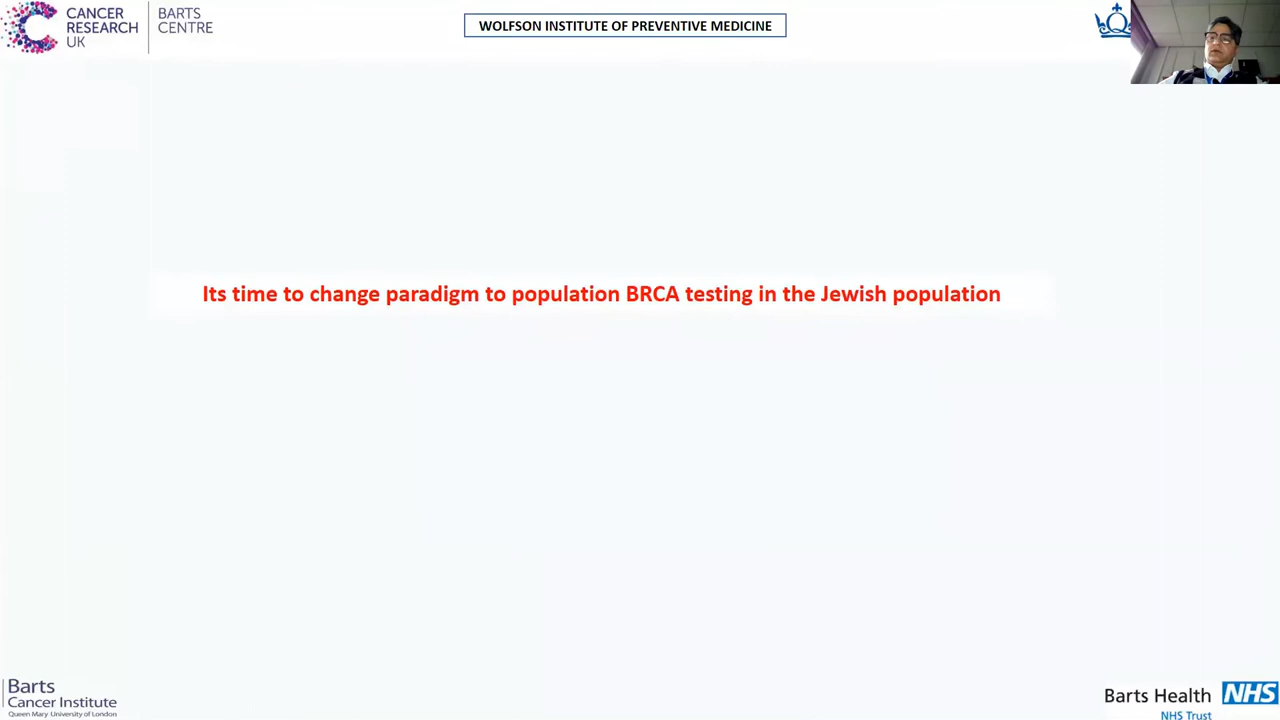 CANCER
RESEARCH
UK
BARTS
CENTRE
WOLFSON INSTITUTE OF PREVENTIVE MEDICINE
Its time to change paradigm to population BRCA testing in the Jewish population
Barts
Cancer Institute
Queen Mary University of London
Barts Health NHS
NHS Trust